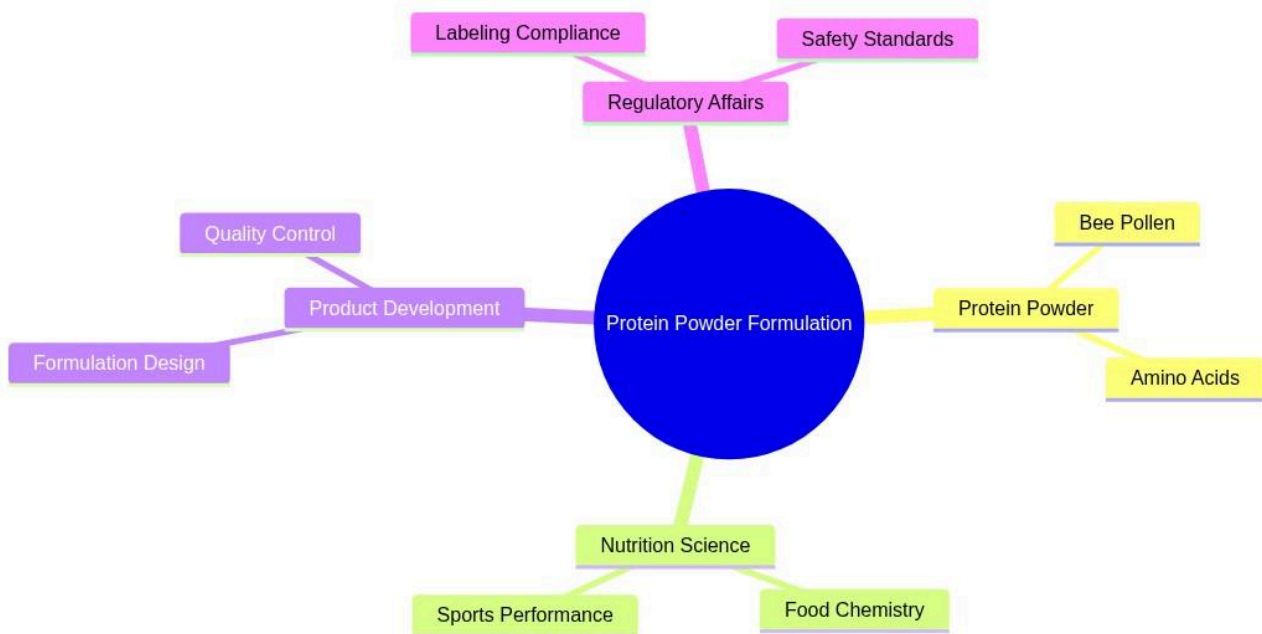 Labeling Compliance
Safety Standards
Regulatory Affairs
Quality Control
Bee Pollen
Product Development
Protein Powder Formulation
Protein Powder
Formulation Design
Amino Acids
Nutrition Science
Sports Performance
Food Chemistry